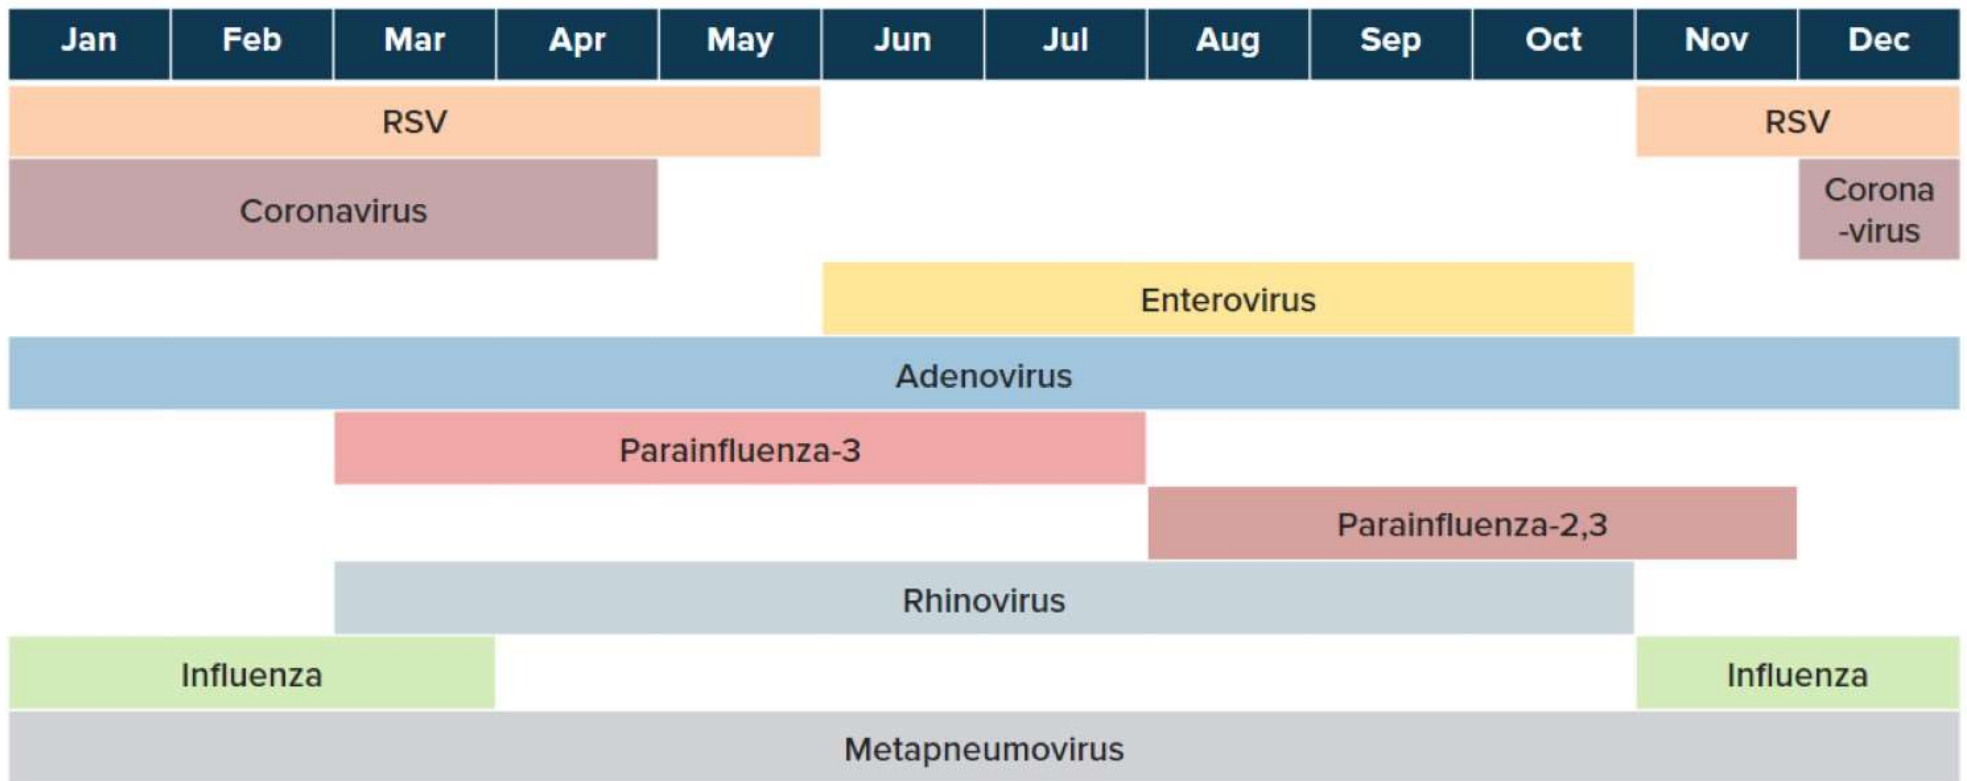 Jan Feb Mar Apr May Jun Jul Aug Sep Oct Nov Dec
RSV RSV
Coronavirus Corona
-virus
Enterovirus
Adenovirus
Parainfluenza-3
Parainfluenza-2,3
Rhinovirus
Influenza Influenza
Metapneumovirus